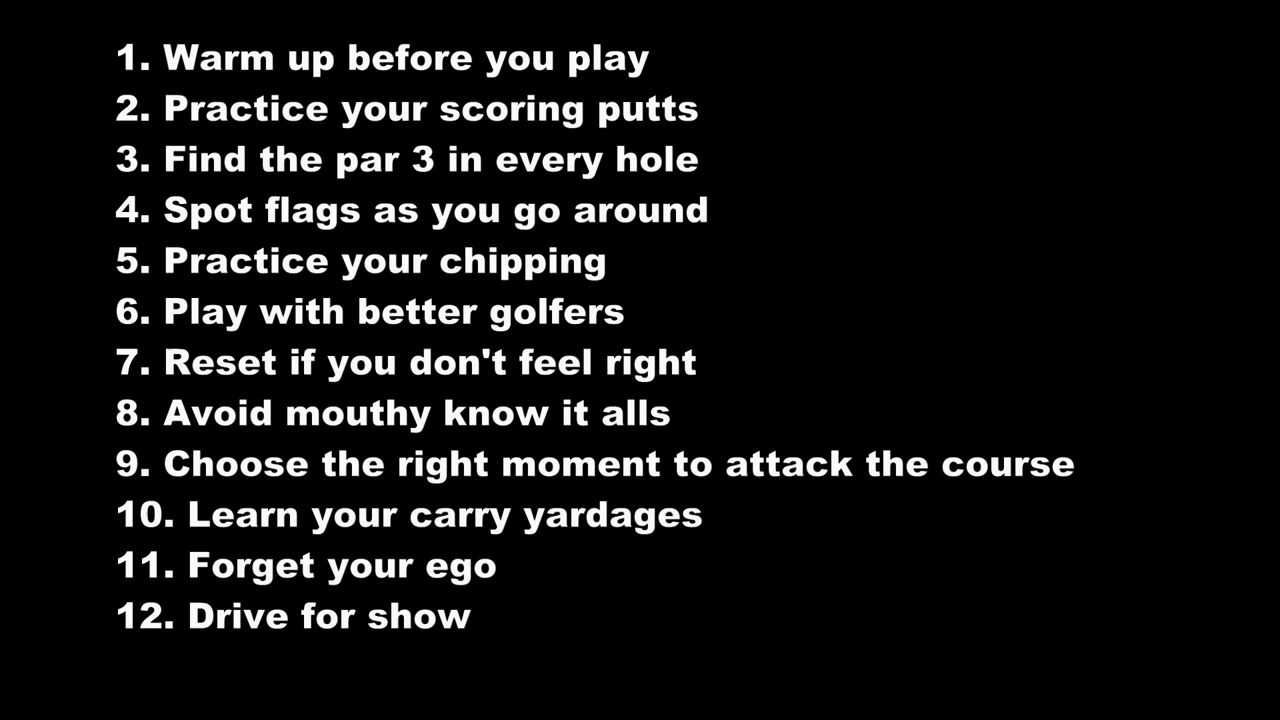 1. Warm up before you play
2. Practice your scoring putts
3. Find the par 3 in every hole
4. Spot flags as you go around
5. Practice your chipping
6. Play with better golfers
7. Reset if you don't feel right
8. Avoid mouthy know it alls
9. Choose the right moment to attack the course
10. Learn your carry yardages
11. Forget your ego
12. Drive for show